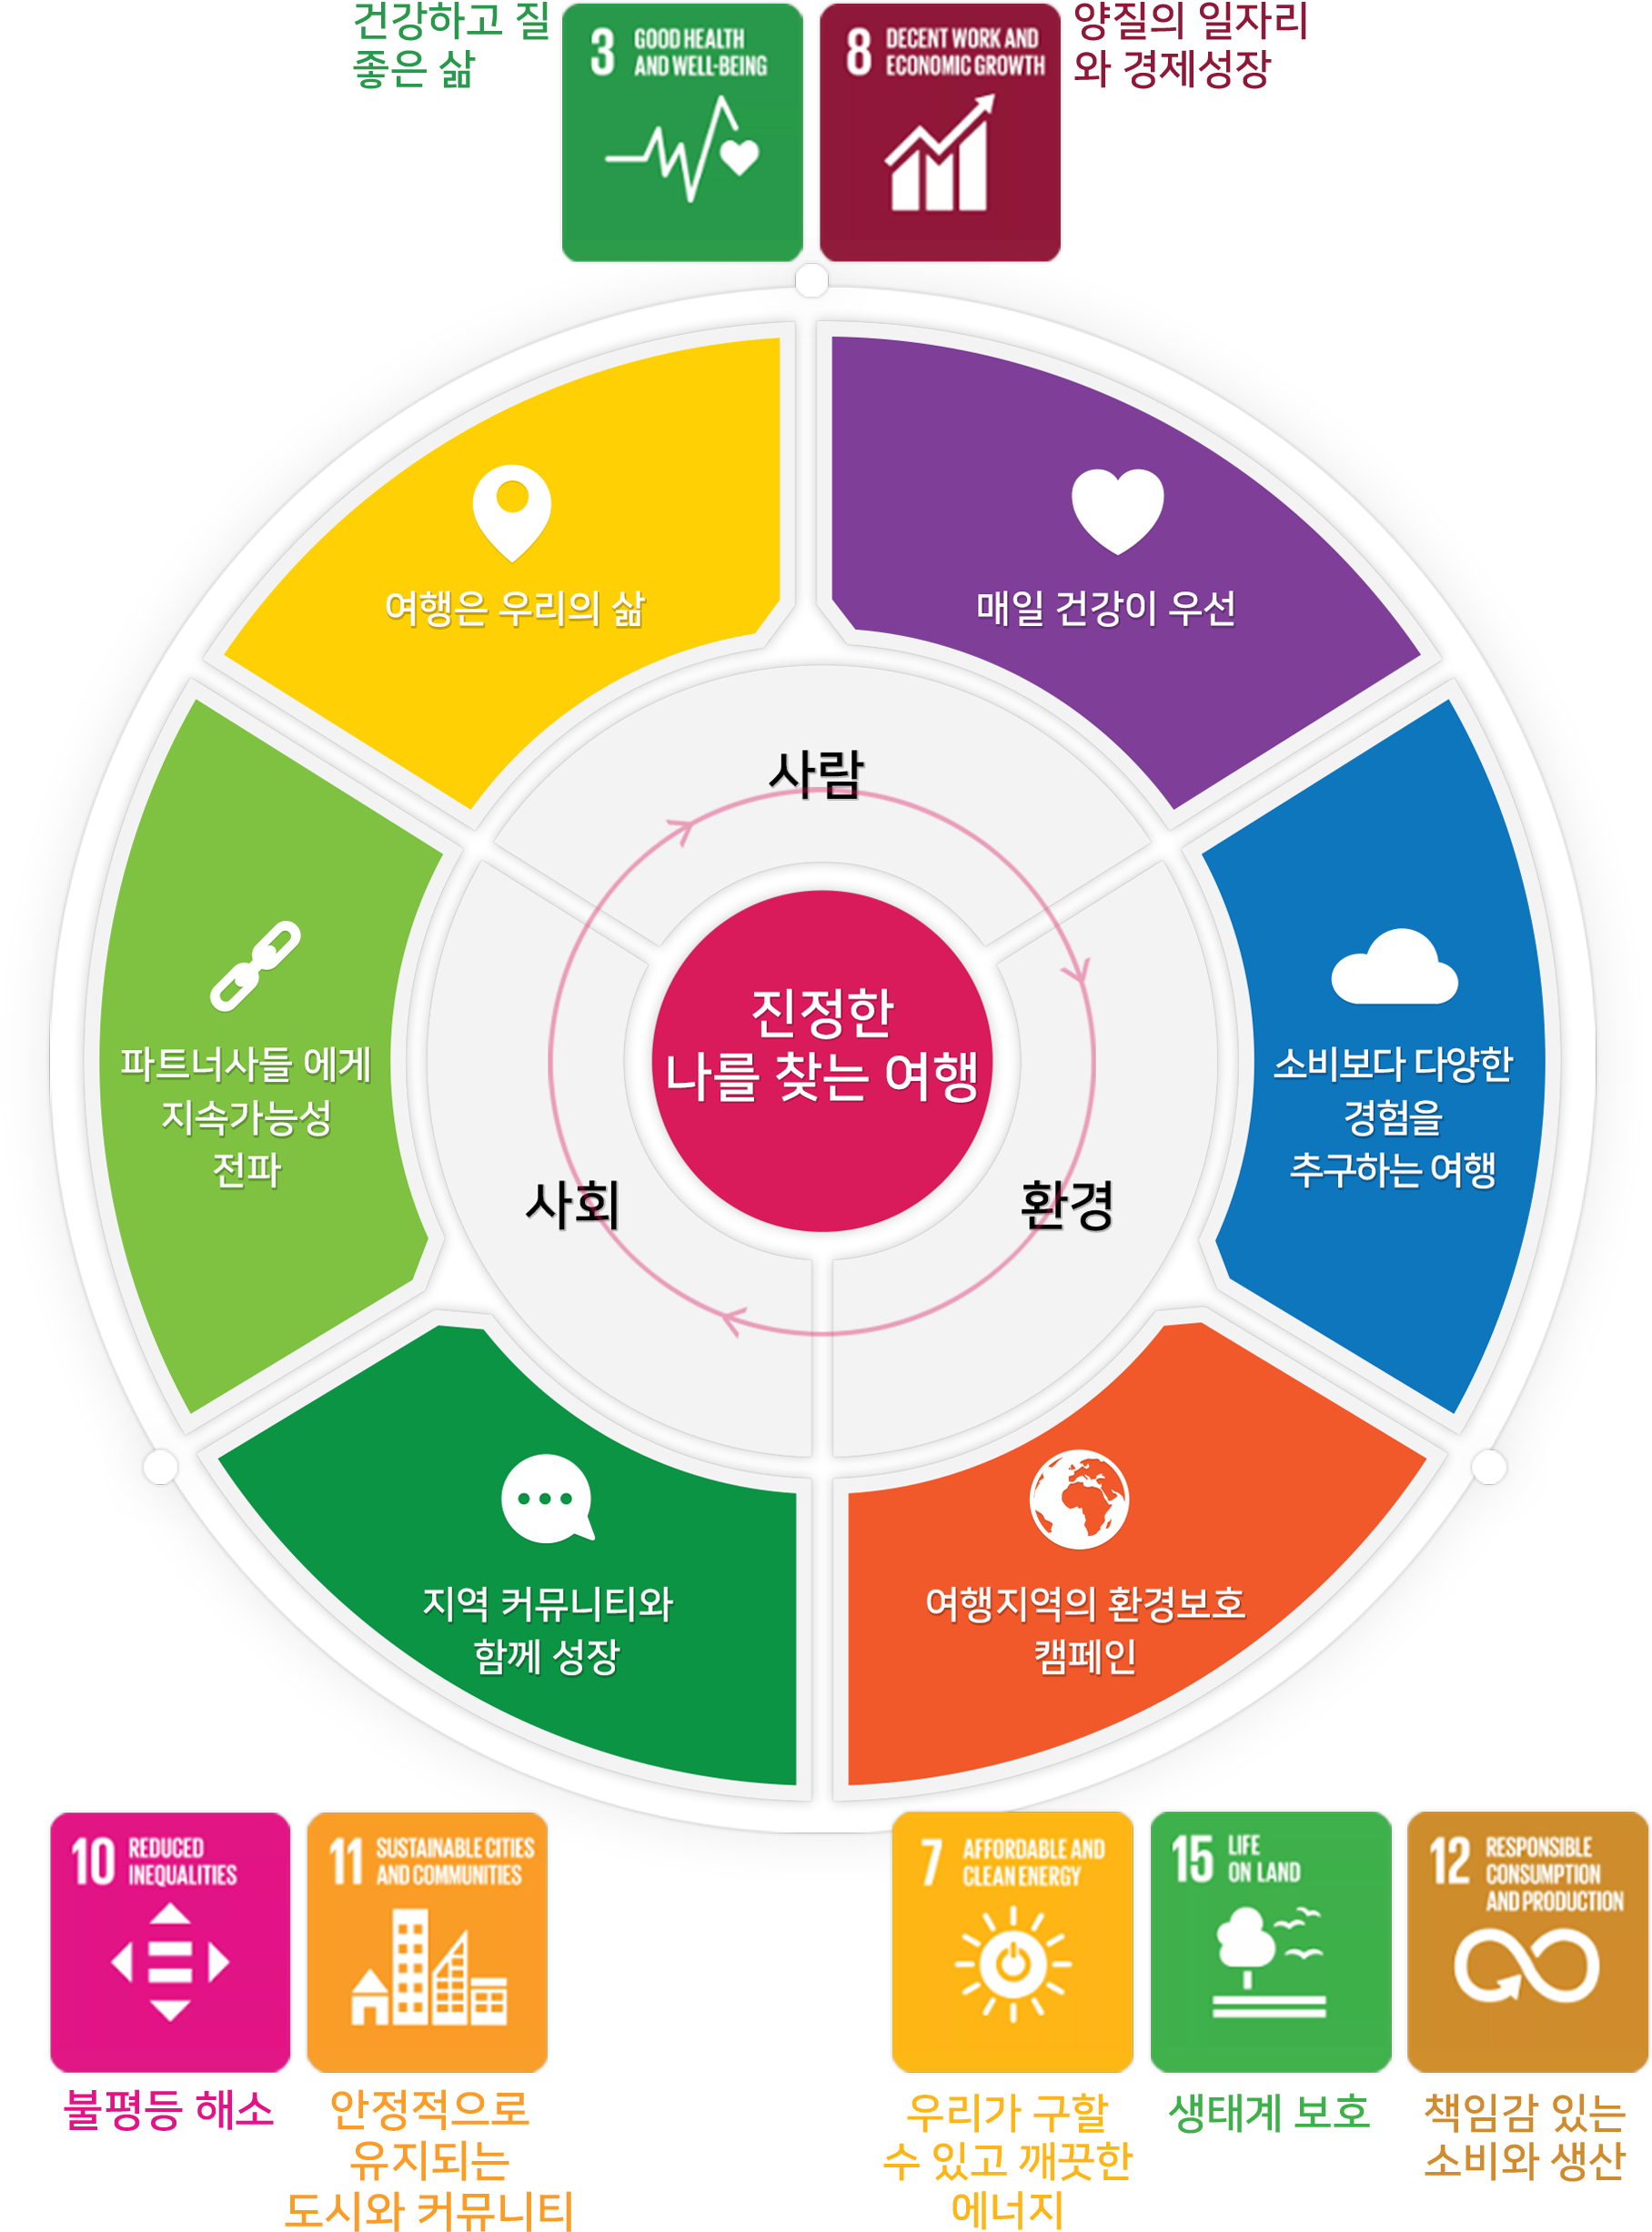 건강하고 질
좋은 삶
3 GOOD HEALTH
AND WELL-BEING
8 DECENT WORK AND
ECONOMIC GROWTH
양질의 일자리
와 경제성장
여행은 우리의 삶
매일 건강이 우선
사람
진정한
나를 찾는 여행
파트너사들 에게
지속가능성
전파
소비보다 다양한
경험을
추구하는 여행
사회
환경
지역 커뮤니티와
함께 성장
여행지역의 환경보호
캠페인
10 REDUCED
INEQUALITIES
불평등 해소
11 SUSTAINABLE CITIES
AND COMMUNITIES
안정적으로
유지되는
도시와 커뮤니티
7 AFFORDABLE AND
CLEAN ENERGY
우리가 구할
수 있고 깨끗한
에너지
15 LIFE
ON LAND
생태계 보호
12 RESPONSIBLE
CONSUMPTION
AND PRODUCTION
책임감 있는
소비와 생산